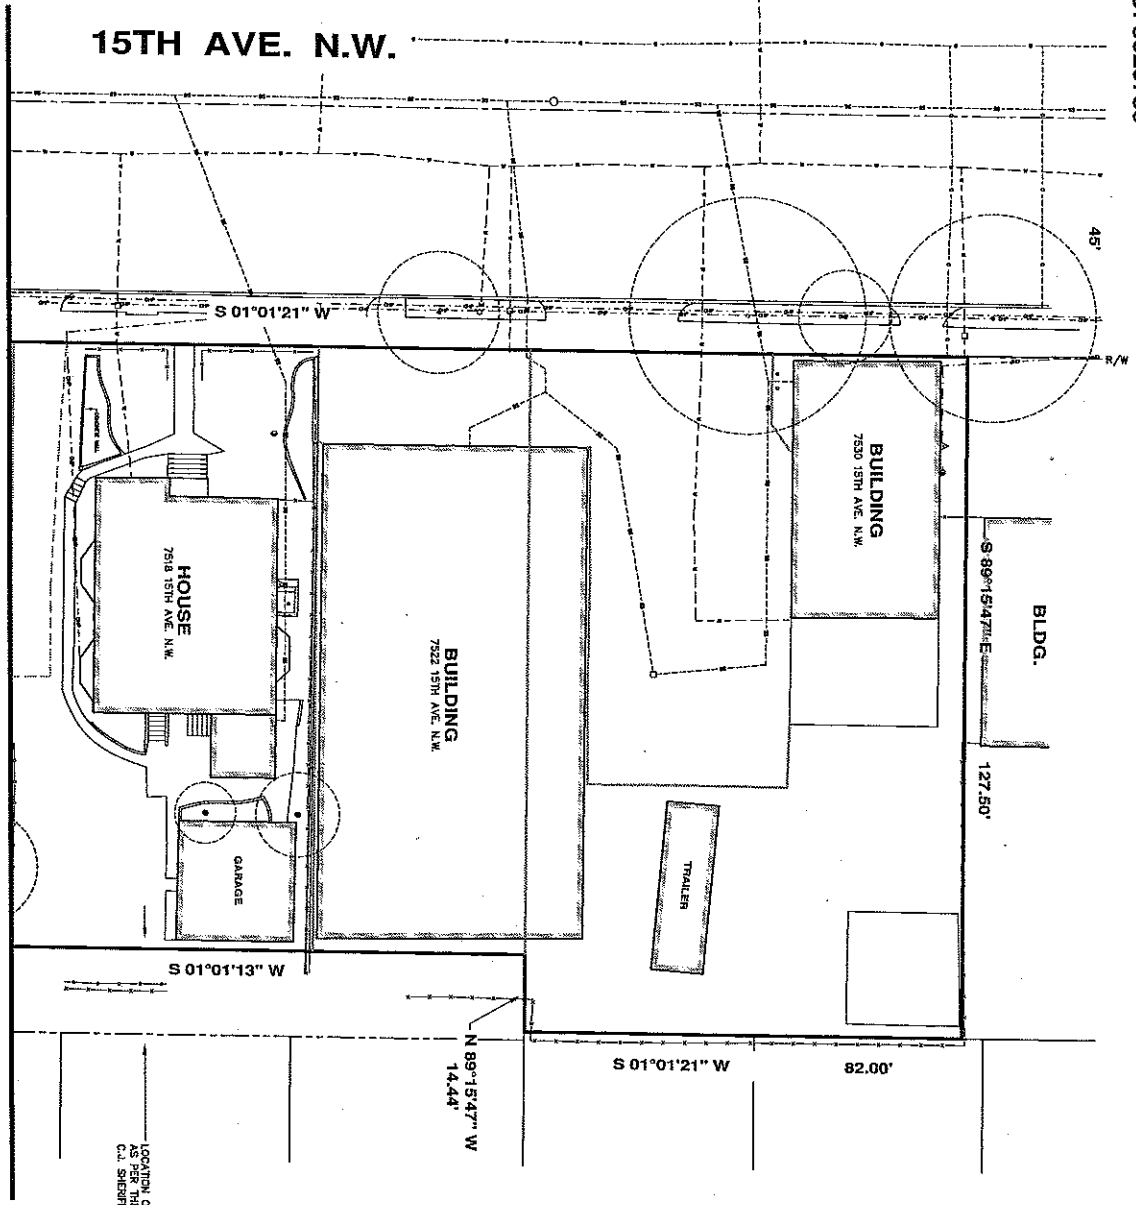 15TH AVE. N.W.
45'
R/W
S 01°01'21" W
BUILDING
7530 15TH AVE. N.W.
S 89°15'47" E
127.50'
BLDG.
HOUSE
7518 15TH AVE. N.W.
BUILDING
7522 15TH AVE. N.W.
TRAILER
GARAGE
S 01°01'13" W
N 89°15'47" W
14.44'
S 01°01'21" W
82.00'
LOCATION
AS PER
C.J.